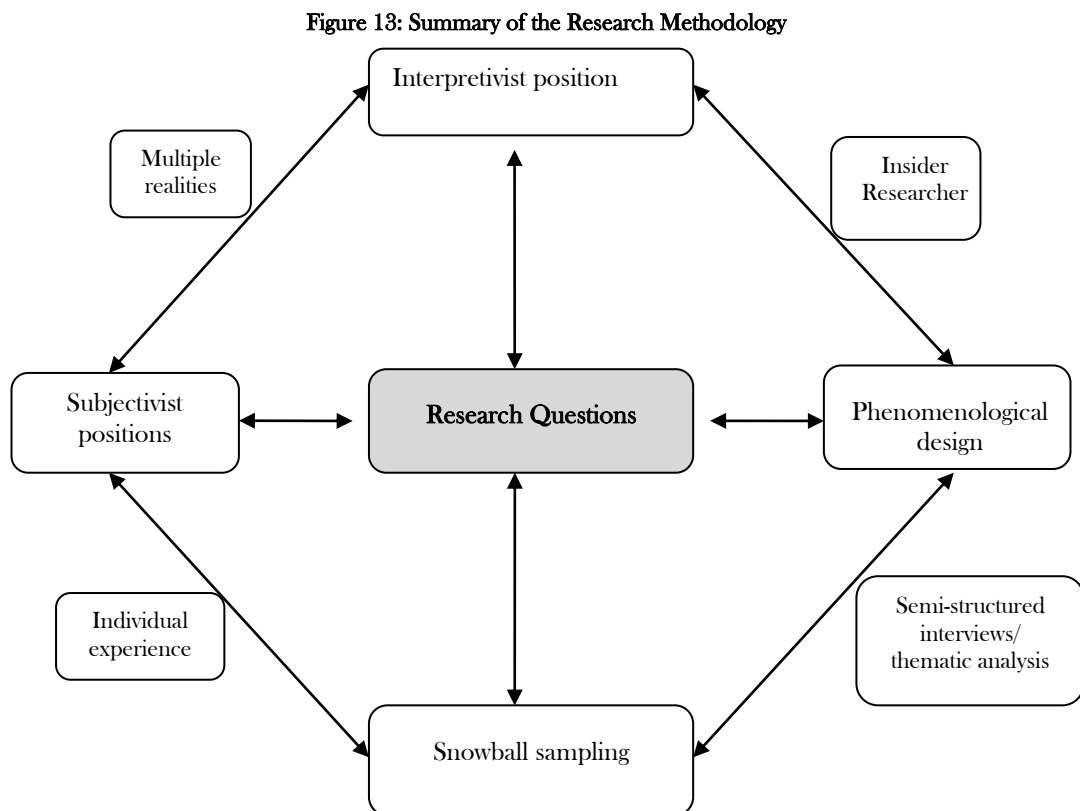 Figure 13: Summary of the Research Methodology
Interpretivist position
Multiple
realities
Insider
Researcher
Subjectivist
positions
Research Questions
Phenomenological
design
Individual
experience
Semi-structured
interviews/
thematic analysis
Snowball sampling